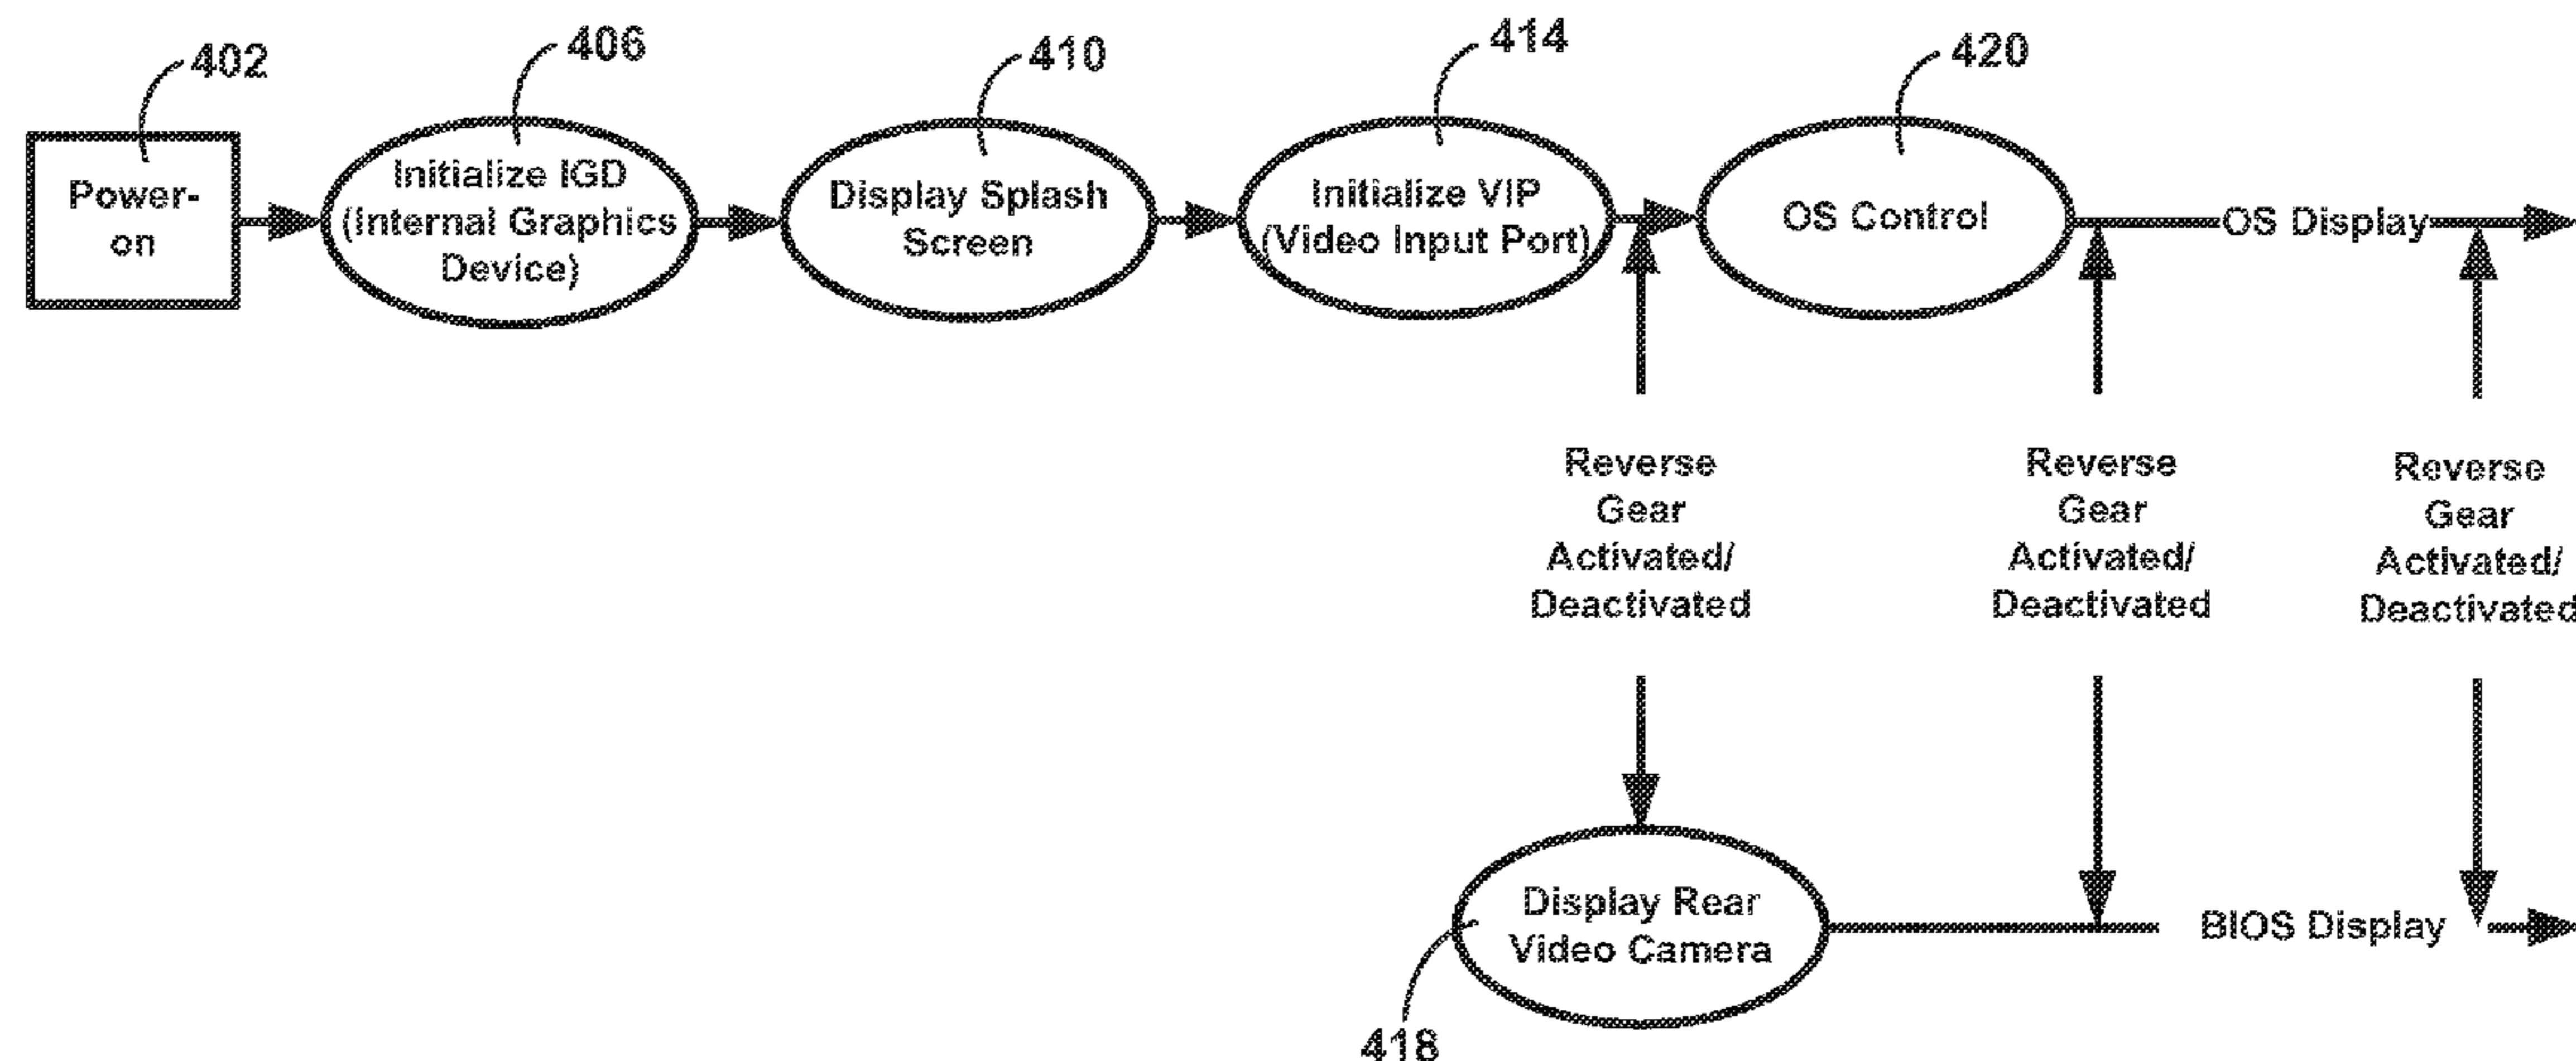 402
406
410
414
420
Power-
on
Initialize IGD
(Internal Graphics
Device)
Display Splash
Screen
Initialize VIP
(Video Input Port)
OS Control
OS Display
Reverse
Gear
Activated/
Deactivated
Reverse
Gear
Activated/
Deactivated
Reverse
Gear
Activated/
Deactivated
Display Rear
Video Camera
BIOS Display
418